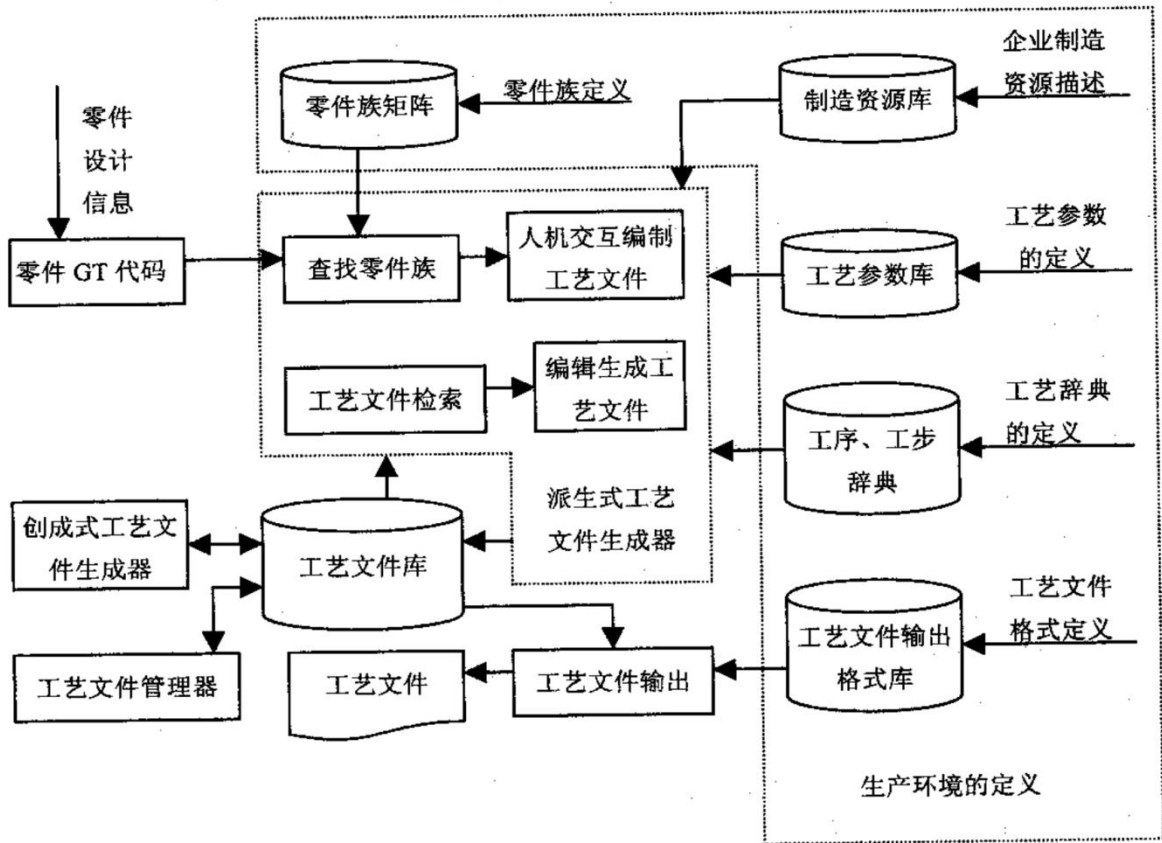 企业制造
资源描述
零件族矩阵
零件族定义
制造资源库
零件
设计
信息
零件 GT 代码
查找零件族
人机交互编制
工艺文件
工艺参数库
工艺参数
的定义
工艺文件检索
编辑生成工
艺文件
工序、工步
辞典
工艺辞典
的定义
创成式工艺文
件生成器
工艺文件库
派生式工艺
文件生成器
工艺文件管理器
工艺文件
工艺文件输出
工艺文件输出
格式库
工艺文件
格式定义
生产环境的定义